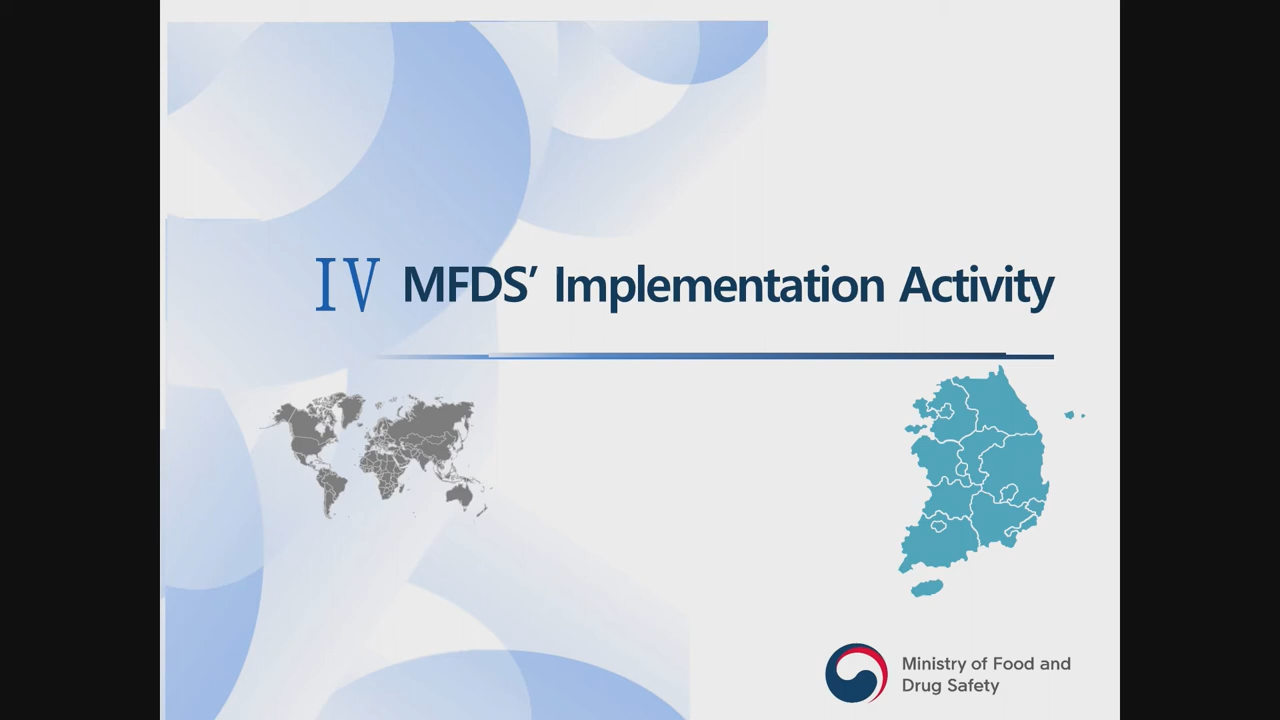 IV MFDS’ Implementation Activity
Ministry of Food and
Drug Safety